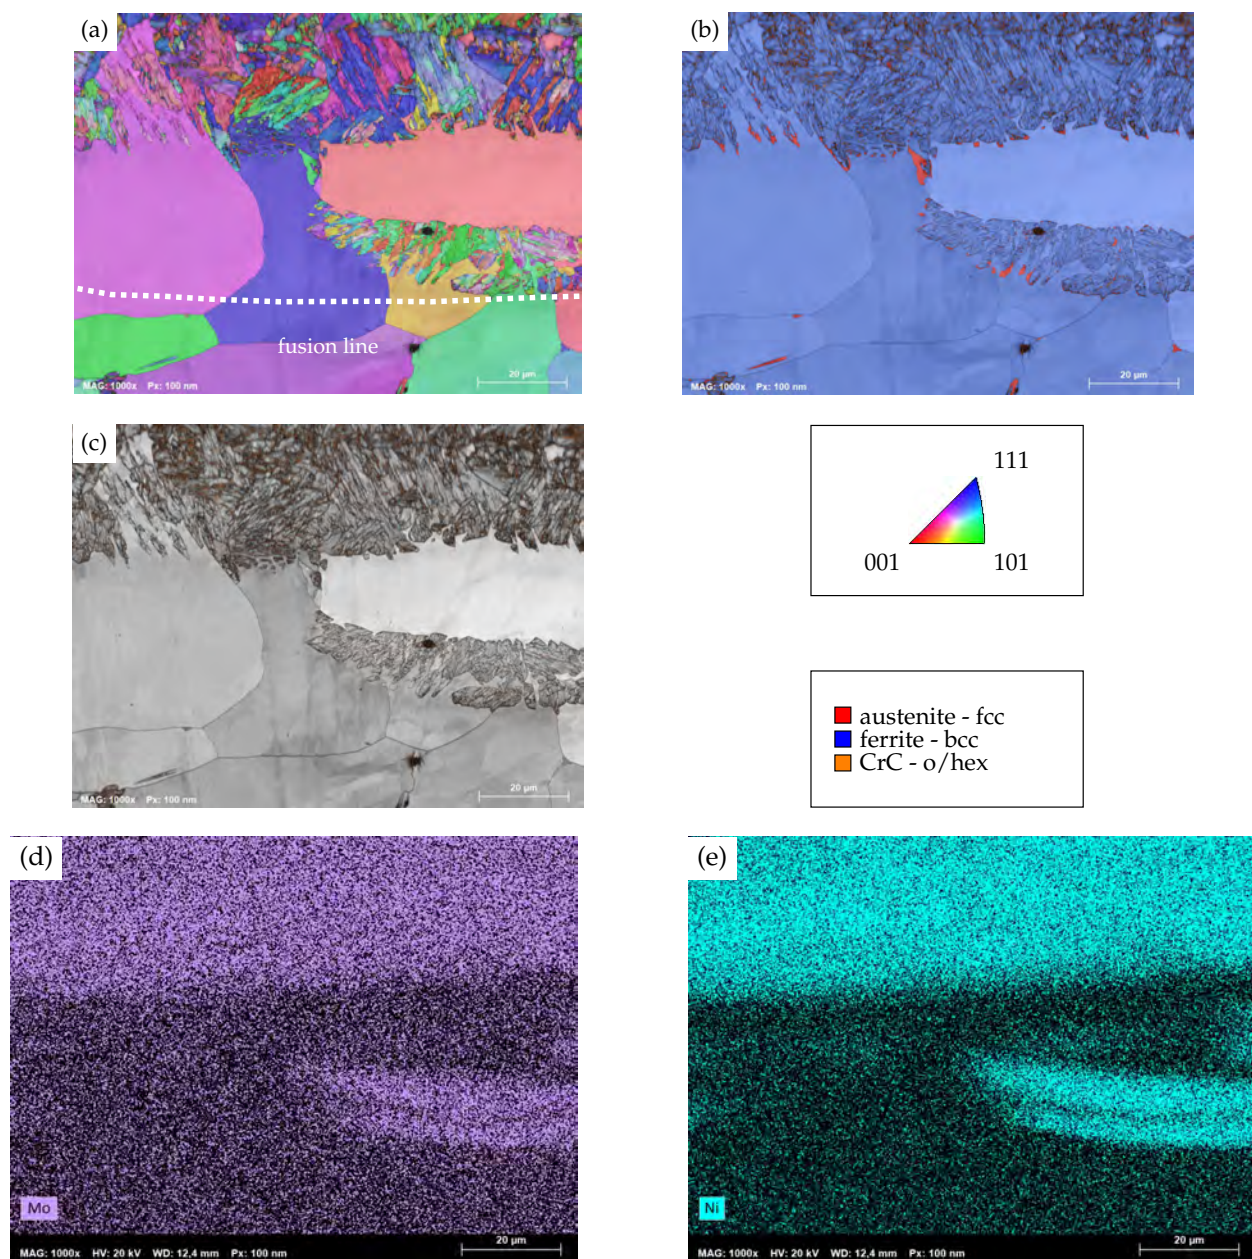 (a)
fusion line
MAG: 1000x Px: 100 nm
20 µm
(b)
MAG: 1000x Px: 100 nm
20 µm
(c)
MAG: 1000x Px: 100 nm
20 µm
111
001
101
austenite - fcc
ferrite - bcc
CrC - o/hex
(d)
Mo
MAG: 1000x HV: 20 kV WD: 12,4 mm Px: 100 nm
20 µm
(e)
Ni
MAG: 1000x HV: 20 kV WD: 12,4 mm Px: 100 nm
20 µm